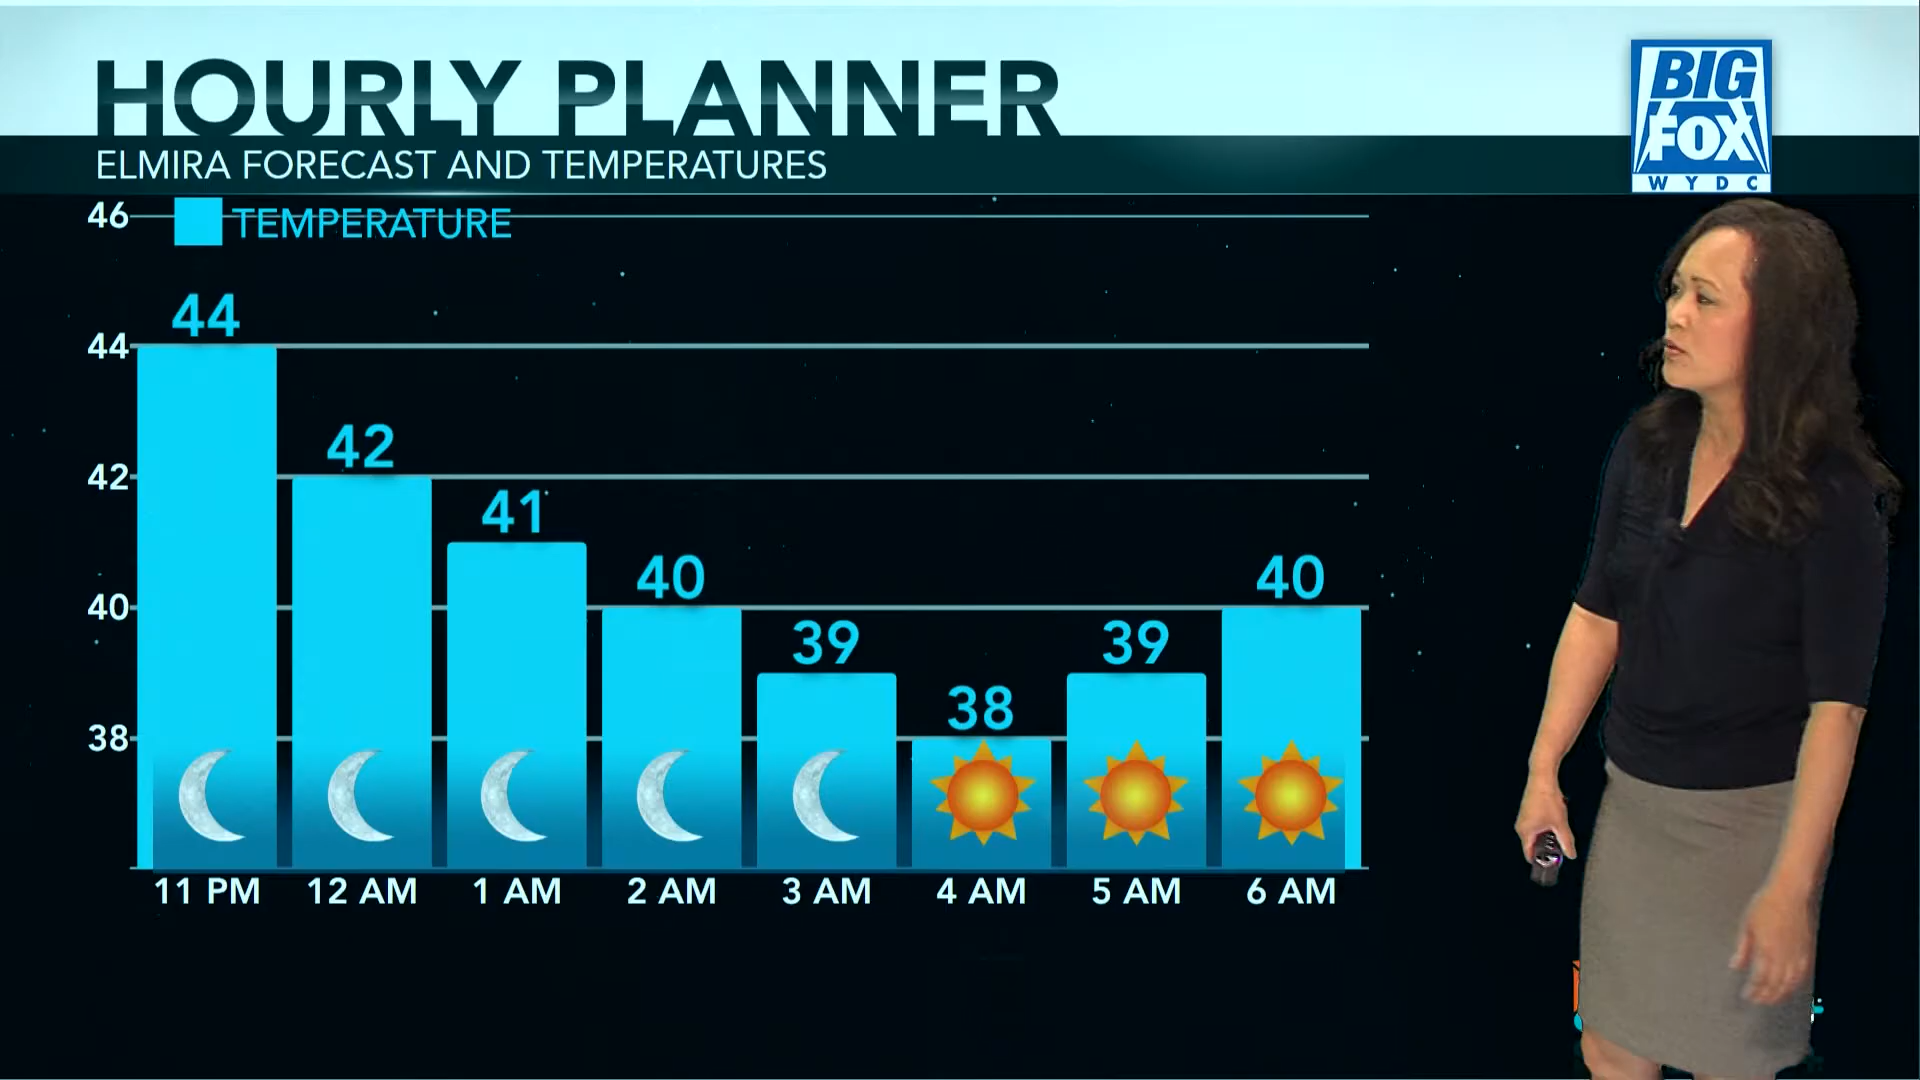 HOURLY PLANNER
ELMIRA FORECAST AND TEMPERATURES
BIG
FOX
WYDC
46
TEMPERATURE
44
44
42
42
41
40
40
40
39
39
38
38
11 PM 12 AM 1 AM 2 AM 3 AM 4 AM 5 AM 6 AM